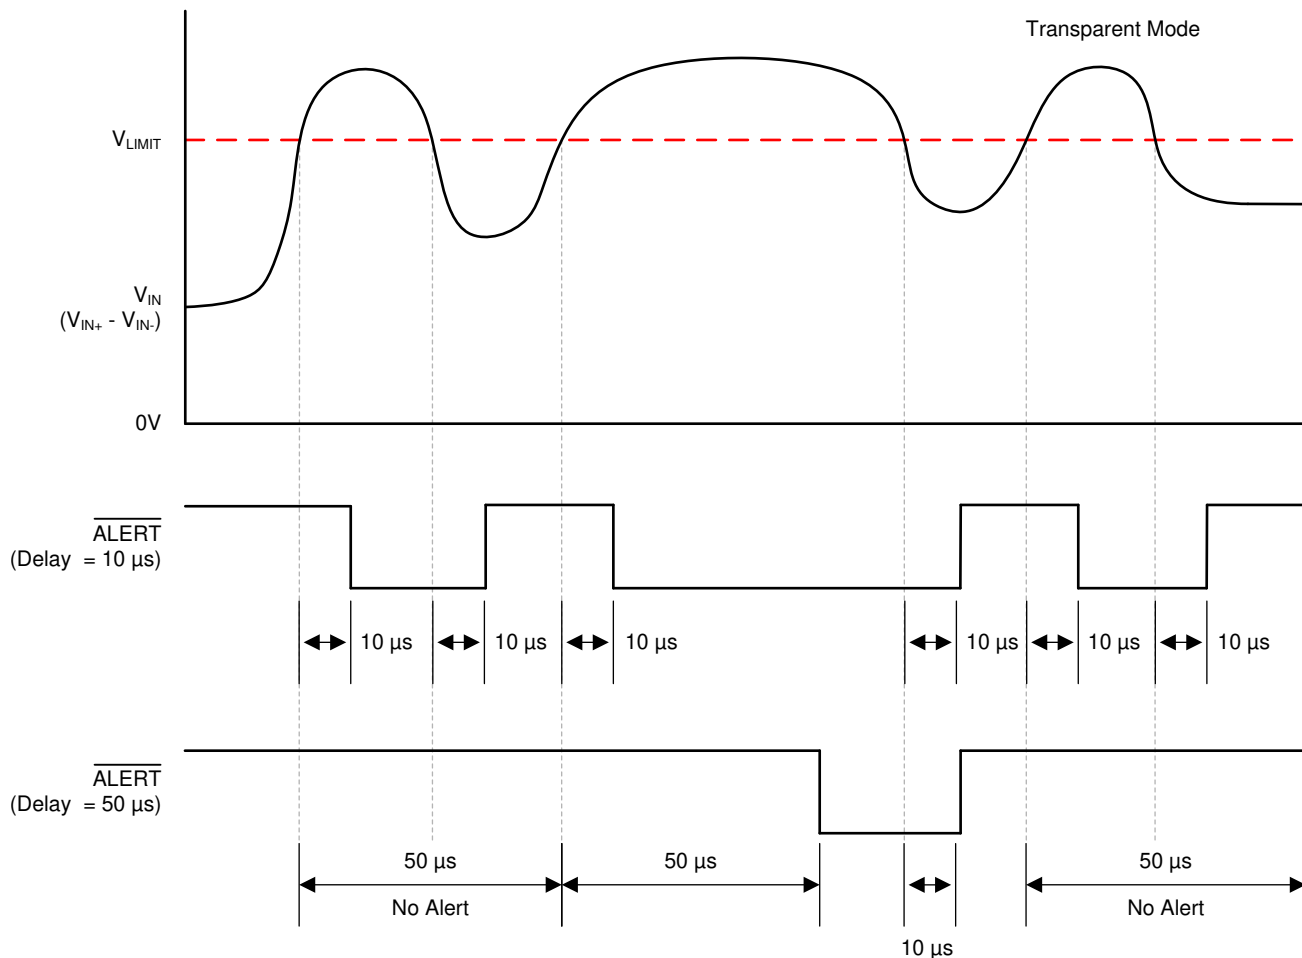 Transparent Mode
VLIMIT
VIN
(VIN+ - VIN-)
0V
ALERT
(Delay = 10 µs)
10 µs
10 µs
10 µs
10 µs
10 µs
10 µs
ALERT
(Delay = 50 µs)
50 µs
50 µs
50 µs
No Alert
No Alert
10 µs